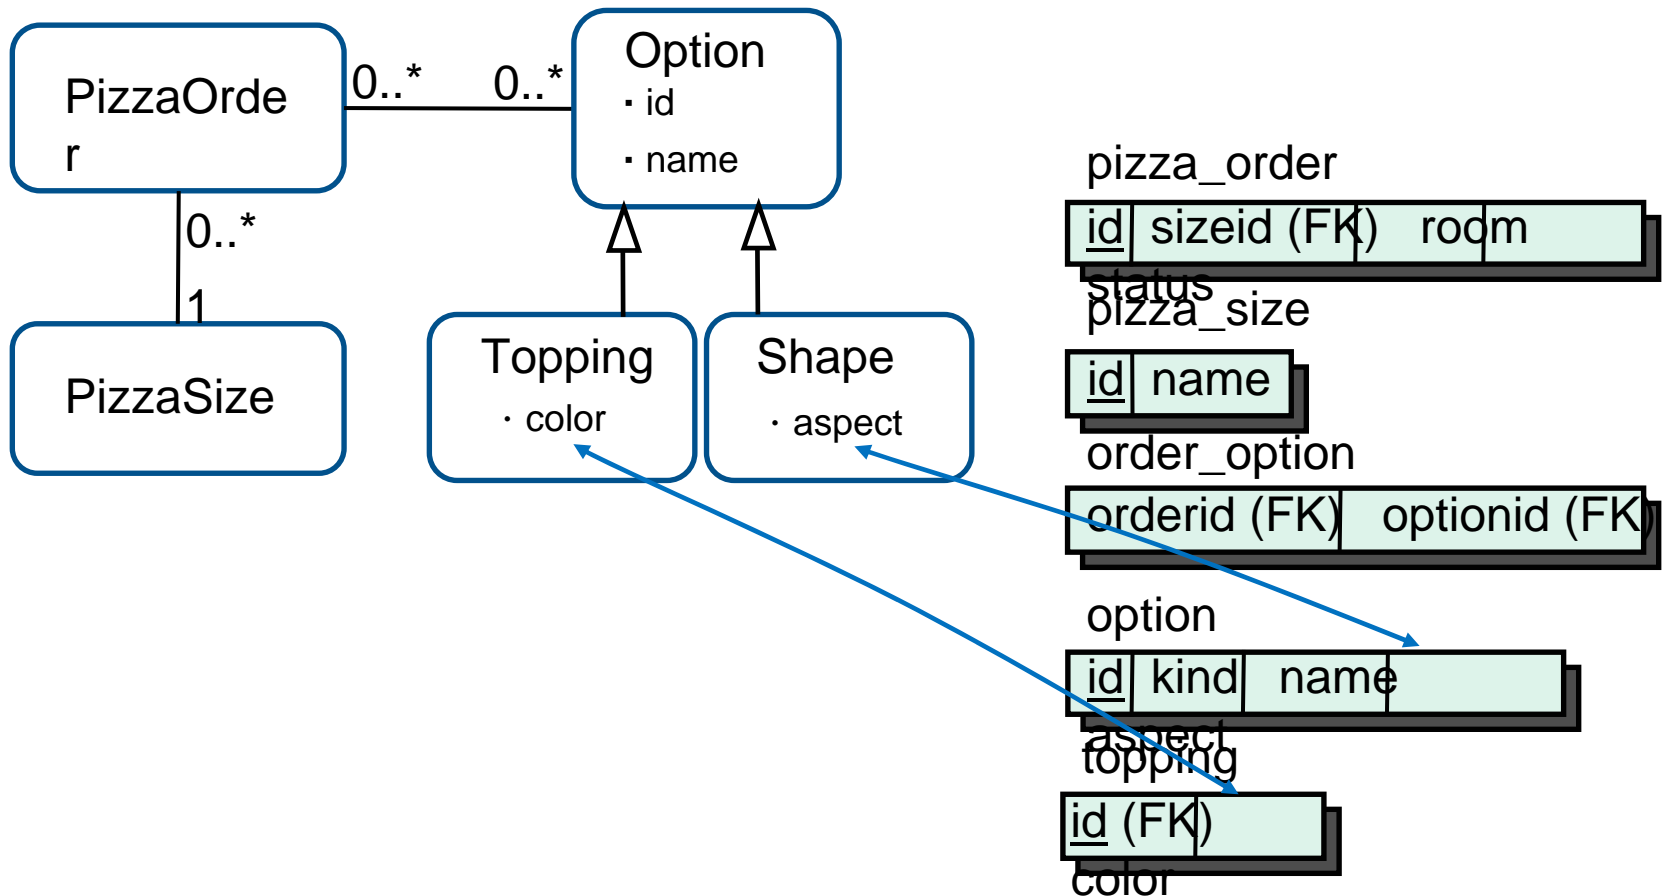 PizzaOrde
r
0..*
0..*
Option
· id
· name
0..*
1
PizzaSize
Topping
· color
Shape
· aspect
pizza_order
id sizeid (FK) room
status
pizza_size
id name
order_option
orderid (FK) optionid (FK)
option
id kind name
aspect
topping
id (FK)
color